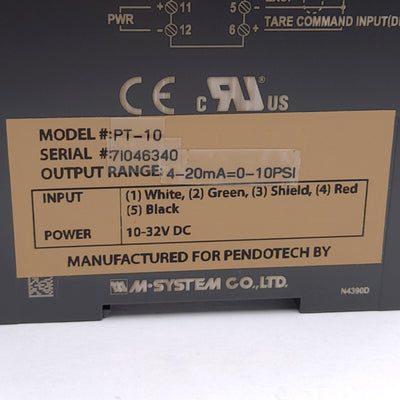 PWR
+ 11
- 12
5 -
6 +
TARE COMMAND INPUT(DI
CE c UR US
MODEL #: PT-10
SERIAL #: 7I046340
OUTPUT RANGE: 4-20mA=0-10PSI
INPUT (1) White, (2) Green, (3) Shield, (4) Red
(5) Black
POWER 10-32V DC
MANUFACTURED FOR PENDOTECH BY
M-SYSTEM CO., LTD.
N4390D